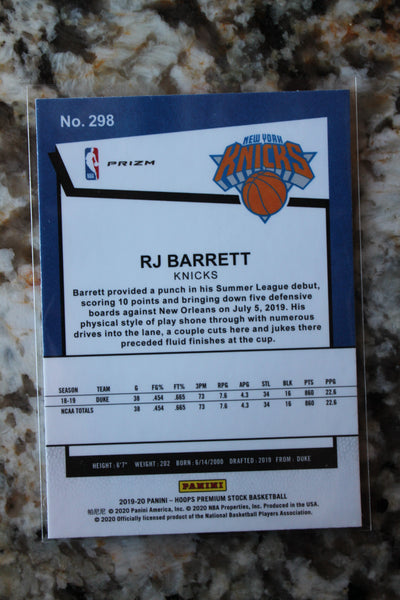 No. 298
PRIZM
NEW YORK
KNICKS
RJ BARRETT
KNICKS
Barrett provided a punch in his Summer League debut,
scoring 10 points and bringing down five defensive
boards against New Orleans on July 5, 2019. His
physical style of play shone through with numerous
drives into the lane, a couple cuts here and jukes there
preceded fluid finishes at the cup.
SEASON TEAM G FG% FT% 3PM RPG APG STL BLK PTS PPG
18-19 DUKE 38 .454 .665 73 7.6 4.3 34 16 860 22.6
NCAA TOTALS 38 .454 .665 73 7.6 4.3 34 16 860 22.6
HEIGHT: 6'7" WEIGHT: 202 BORN: 6/14/2000 DRAFTED: 2019 FROM: DUKE
PANINI
2019-20 PANINI - HOOPS PREMIUM STOCK BASKETBALL
帕尼尼 © 2020 Panini America, Inc. © 2020 NBA Properties, Inc. Produced in the USA.
© 2020 Officially licensed product of the National Basketball Players Association.